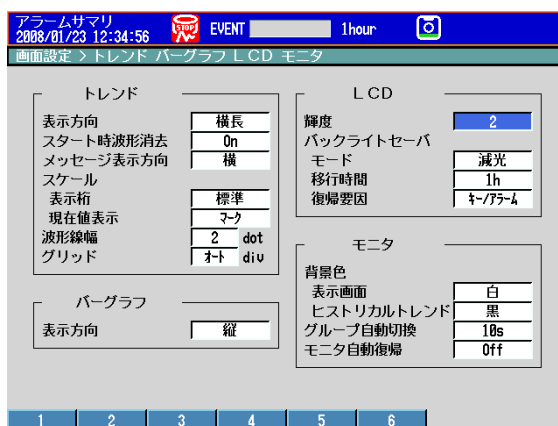 アラームサマリ
2008/01/23 12:34:56 STOP EVENT 1hour
画面設定 > トレンド バーグラフ LCD モニタ
トレンド
表示方向 横長
スタート時波形消去 On
メッセージ表示方向 横
スケール
表示桁 標準
現在値表示 マーク
波形線幅 2 dot
グリッド オート div
バーグラフ
表示方向 縦
LCD
輝度 2
バックライトセーバ
モード 減光
移行時間 1h
復帰要因 キー/アラーム
モニタ
背景色
表示画面 白
ヒストリカルトレンド 黒
グループ自動切換 10s
モニタ自動復帰 Off
1 2 3 4 5 6